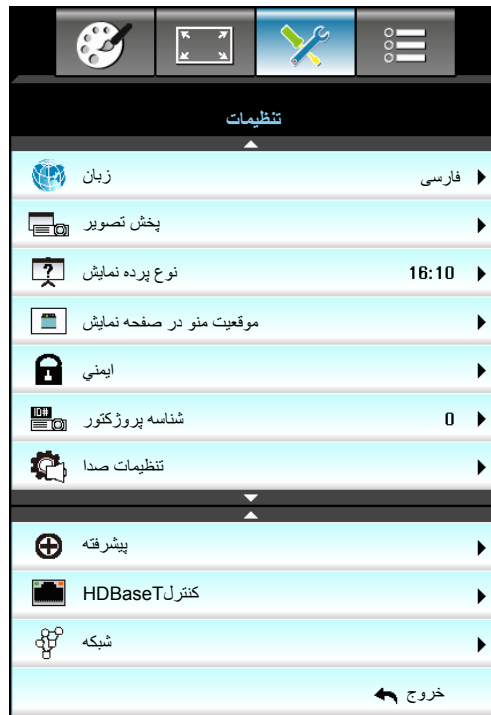 تنظیمات
زبان فارسی
پخش تصویر
?
نوع پرده نمایش 16:10
موقعیت منو در صفحه نمایش
ایمني
ID#
شناسه پروژکتور 0
تنظیمات صدا
پیشرفته
کنترلHDBaseT
شبکه
خروج